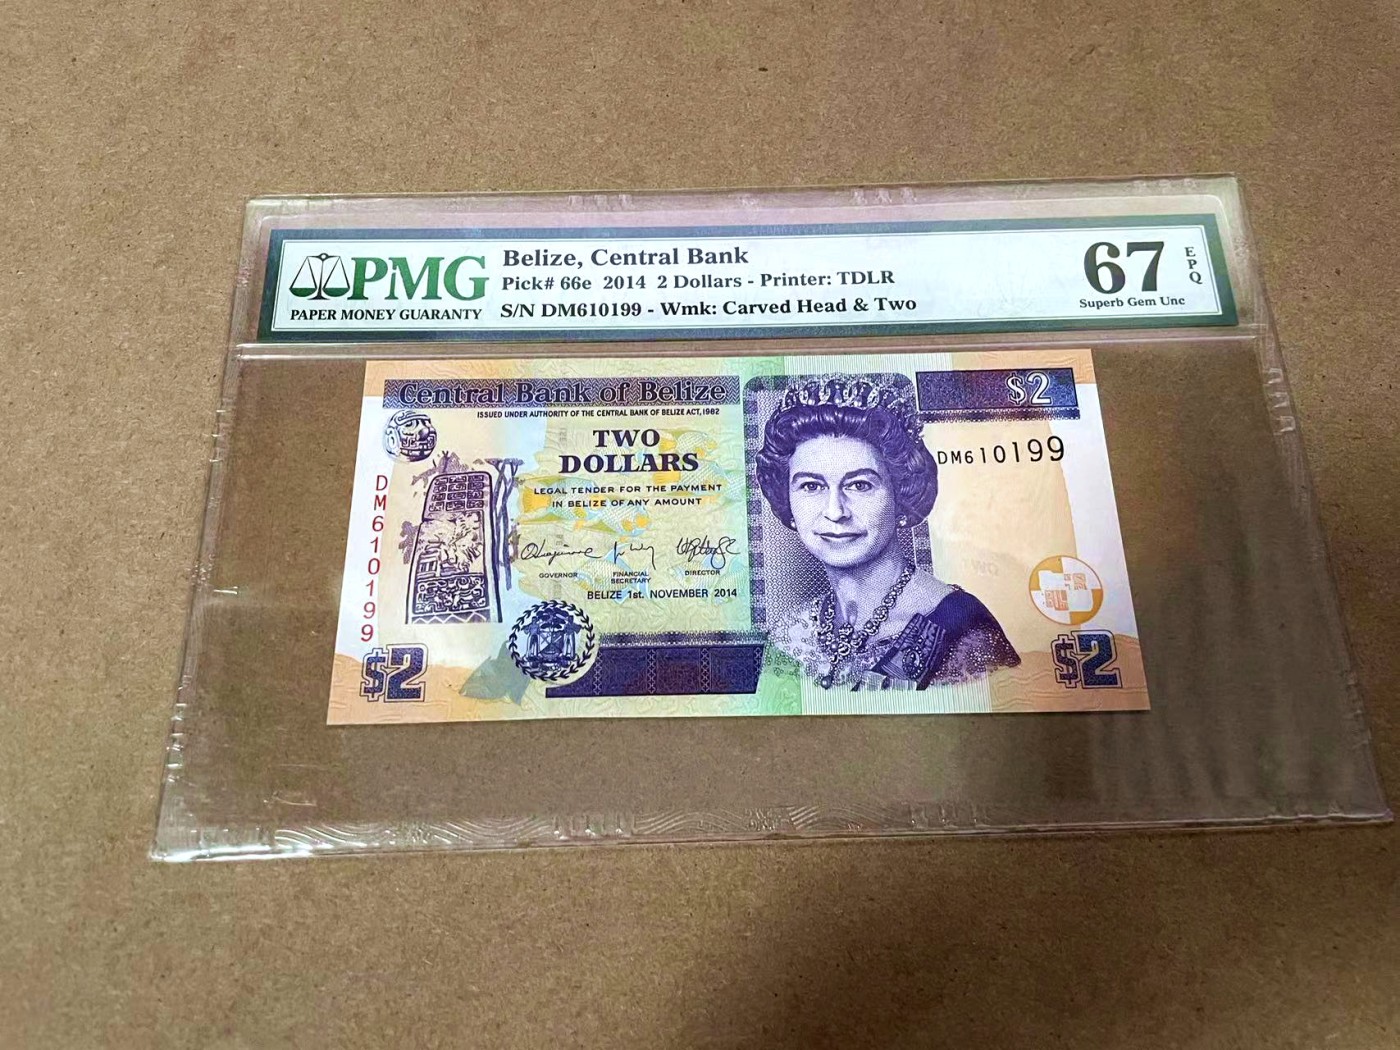 PMG
PAPER MONEY GUARANTY
Belize, Central Bank
Pick# 66e 2014 2 Dollars - Printer: TDLR
S/N DM610199 - Wmk: Carved Head & Two
67
EPQ
Superb Gem Unc
Central Bank of Belize
$2
ISSUED UNDER AUTHORITY OF THE CENTRAL BANK OF BELIZE ACT, 1982
TWO
DOLLARS
DM610199
LEGAL TENDER FOR THE PAYMENT
IN BELIZE OF ANY AMOUNT
DM610199
GOVERNOR
FINANCIAL
SECRETARY
DIRECTOR
BELIZE 1st. NOVEMBER 2014
$2
$2